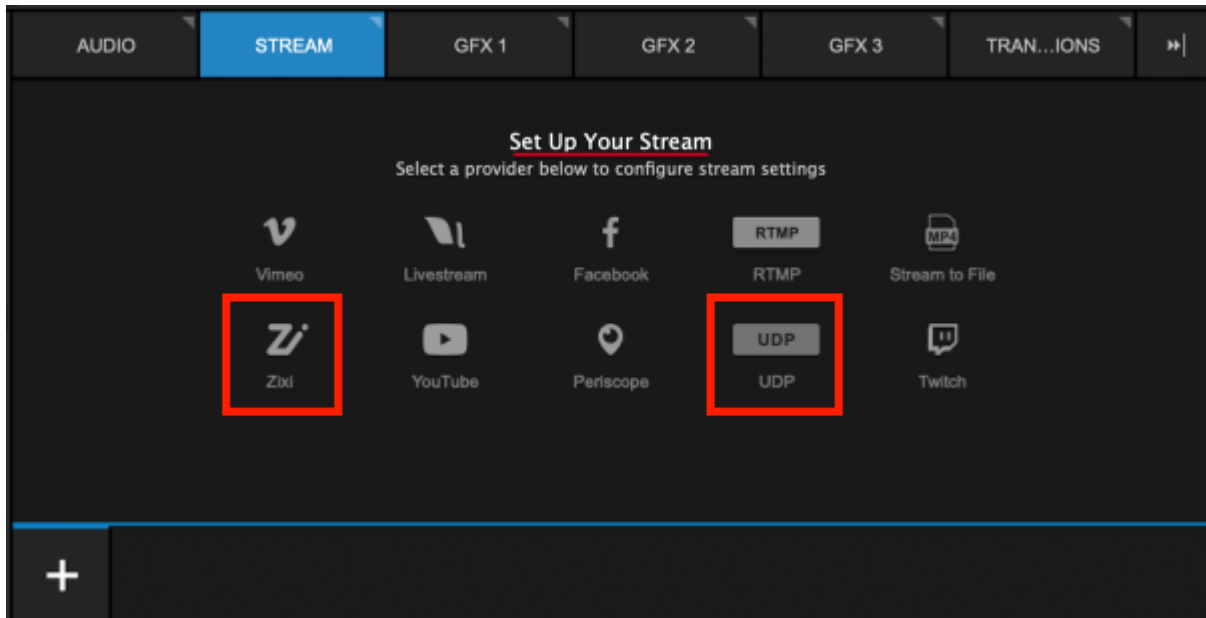 AUDIO STREAM GFX 1 GFX 2 GFX 3 TRAN...IONS
Set Up Your Stream
Select a provider below to configure stream settings
RTMP MP4
Vimeo Livestream Facebook RTMP Stream to File
UDP
Zixi YouTube Periscope UDP Twitch